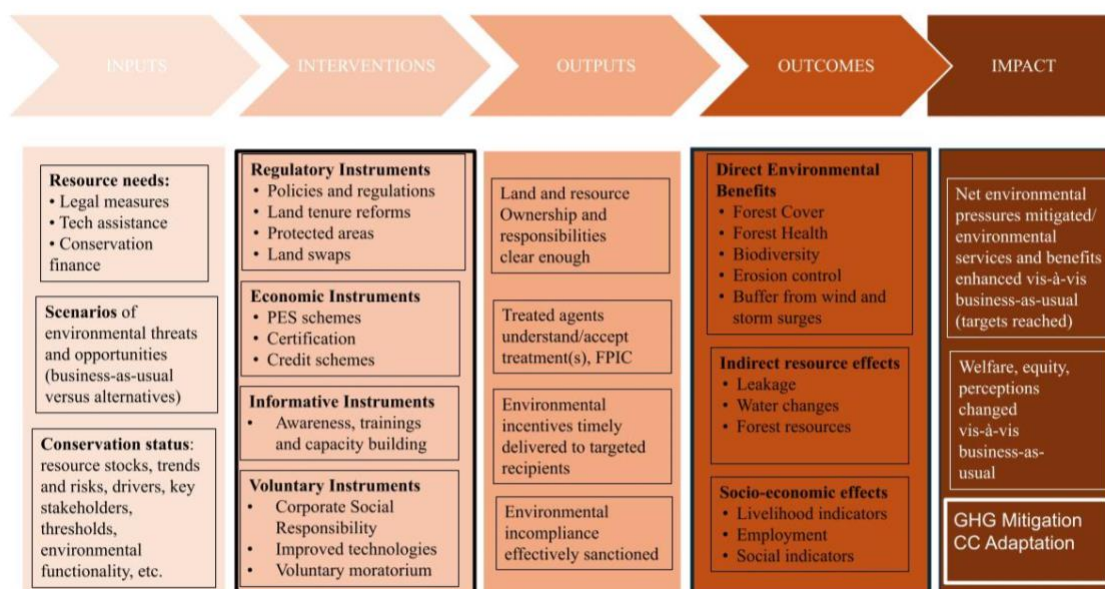 INPUTS
INTERVENTIONS
OUTPUTS
OUTCOMES
IMPACT
Resource needs:
• Legal measures
• Tech assistance
• Conservation
finance
Scenarios of
environmental threats
and opportunities
(business-as-usual
versus alternatives)
Conservation status:
resource stocks, trends
and risks, drivers, key
stakeholders,
thresholds,
environmental
functionality, etc.
Regulatory Instruments
• Policies and regulations
• Land tenure reforms
• Protected areas
• Land swaps
Economic Instruments
• PES schemes
• Certification
• Credit schemes
Informative Instruments
• Awareness, trainings
and capacity building
Voluntary Instruments
• Corporate Social
Responsibility
• Improved technologies
• Voluntary moratorium
Land and resource
Ownership and
responsibilities
clear enough
Treated agents
understand/accept
treatment(s), FPIC
Environmental
incentives timely
delivered to targeted
recipients
Environmental
incompliance
effectively sanctioned
Direct Environmental
Benefits
• Forest Cover
• Forest Health
• Biodiversity
• Erosion control
• Buffer from wind and
storm surges
Indirect resource effects
• Leakage
• Water changes
• Forest resources
Socio-economic effects
• Livelihood indicators
• Employment
• Social indicators
Net environmental
pressures mitigated/
environmental
services and benefits
enhanced vis-à-vis
business-as-usual
(targets reached)
Welfare, equity,
perceptions
changed
vis-à-vis
business-as-
usual
GHG Mitigation
CC Adaptation